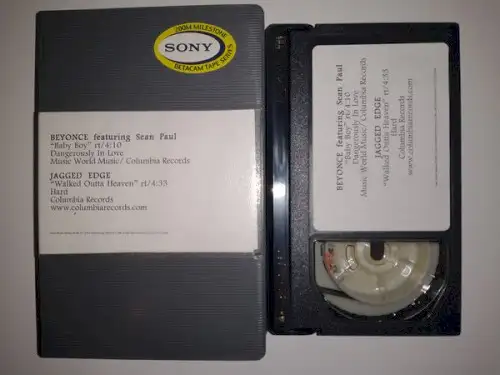 200M MILESTONE
SONY
BETACAM TAPE SERIES
BEYONCE featuring Sean Paul
"Baby Boy" rt/4:10
Dangerously In Love
Music World Music/ Columbia Records
JAGGED EDGE
"Walked Outta Heaven" rt/4:33
Hard
Columbia Records
www.columbiarecords.com
BEYONCE featuring Sean Paul
"Baby Boy" rt/4:10
Dangerously In Love
Music World Music/ Columbia Records
JAGGED EDGE
"Walked Outta Heaven" rt/4:33
Hard
Columbia Records
www.columbiarecords.com